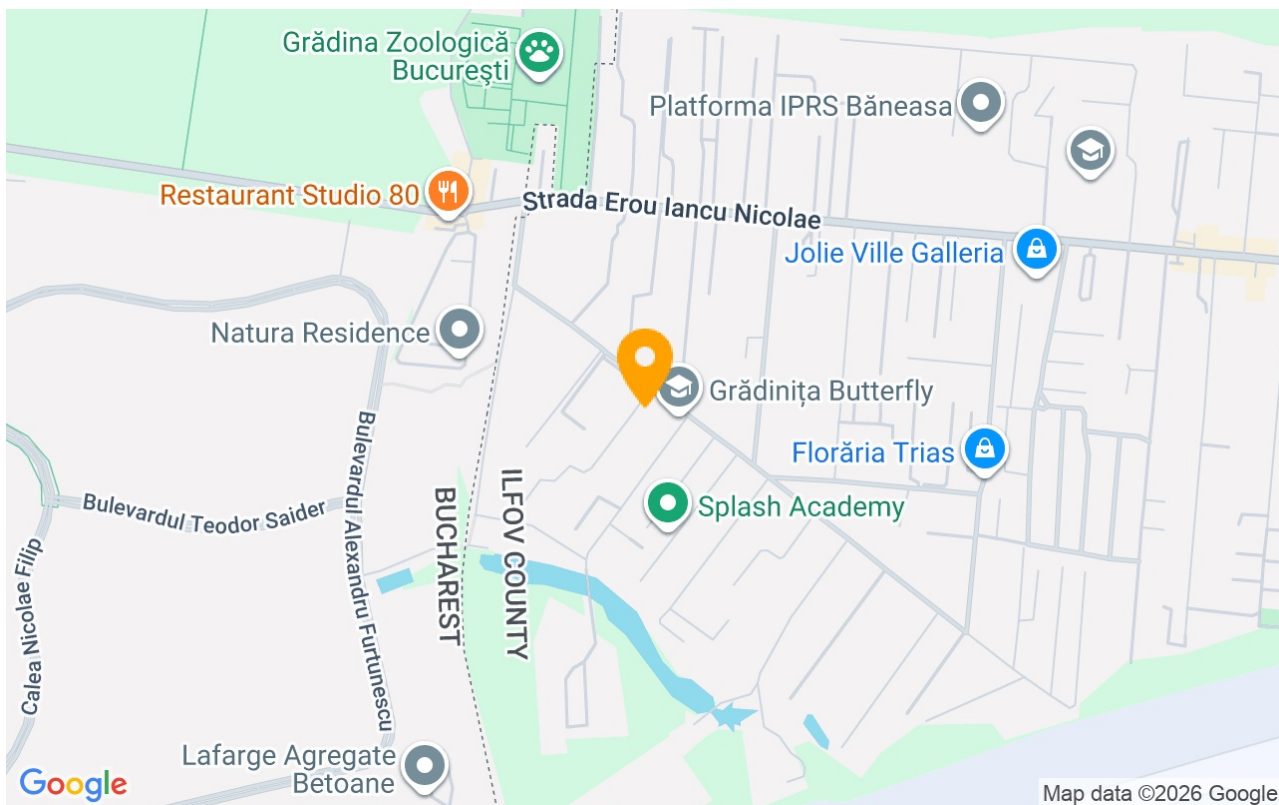 Grădina Zoologică
București
Platforma IPRS Băneasa
Restaurant Studio 80
Strada Erou Iancu Nicolae
Jolie Ville Galleria
Natura Residence
Grădinița Butterfly
Florăria Trias
Bulevardul Teodor Saider
Bulevardul Alexandru Furtunescu
BUCHAREST
ILFOV COUNTY
Splash Academy
Calea Nicolae Filip
Lafarge Agregate
Betoane
Google
Map data ©2026 Google